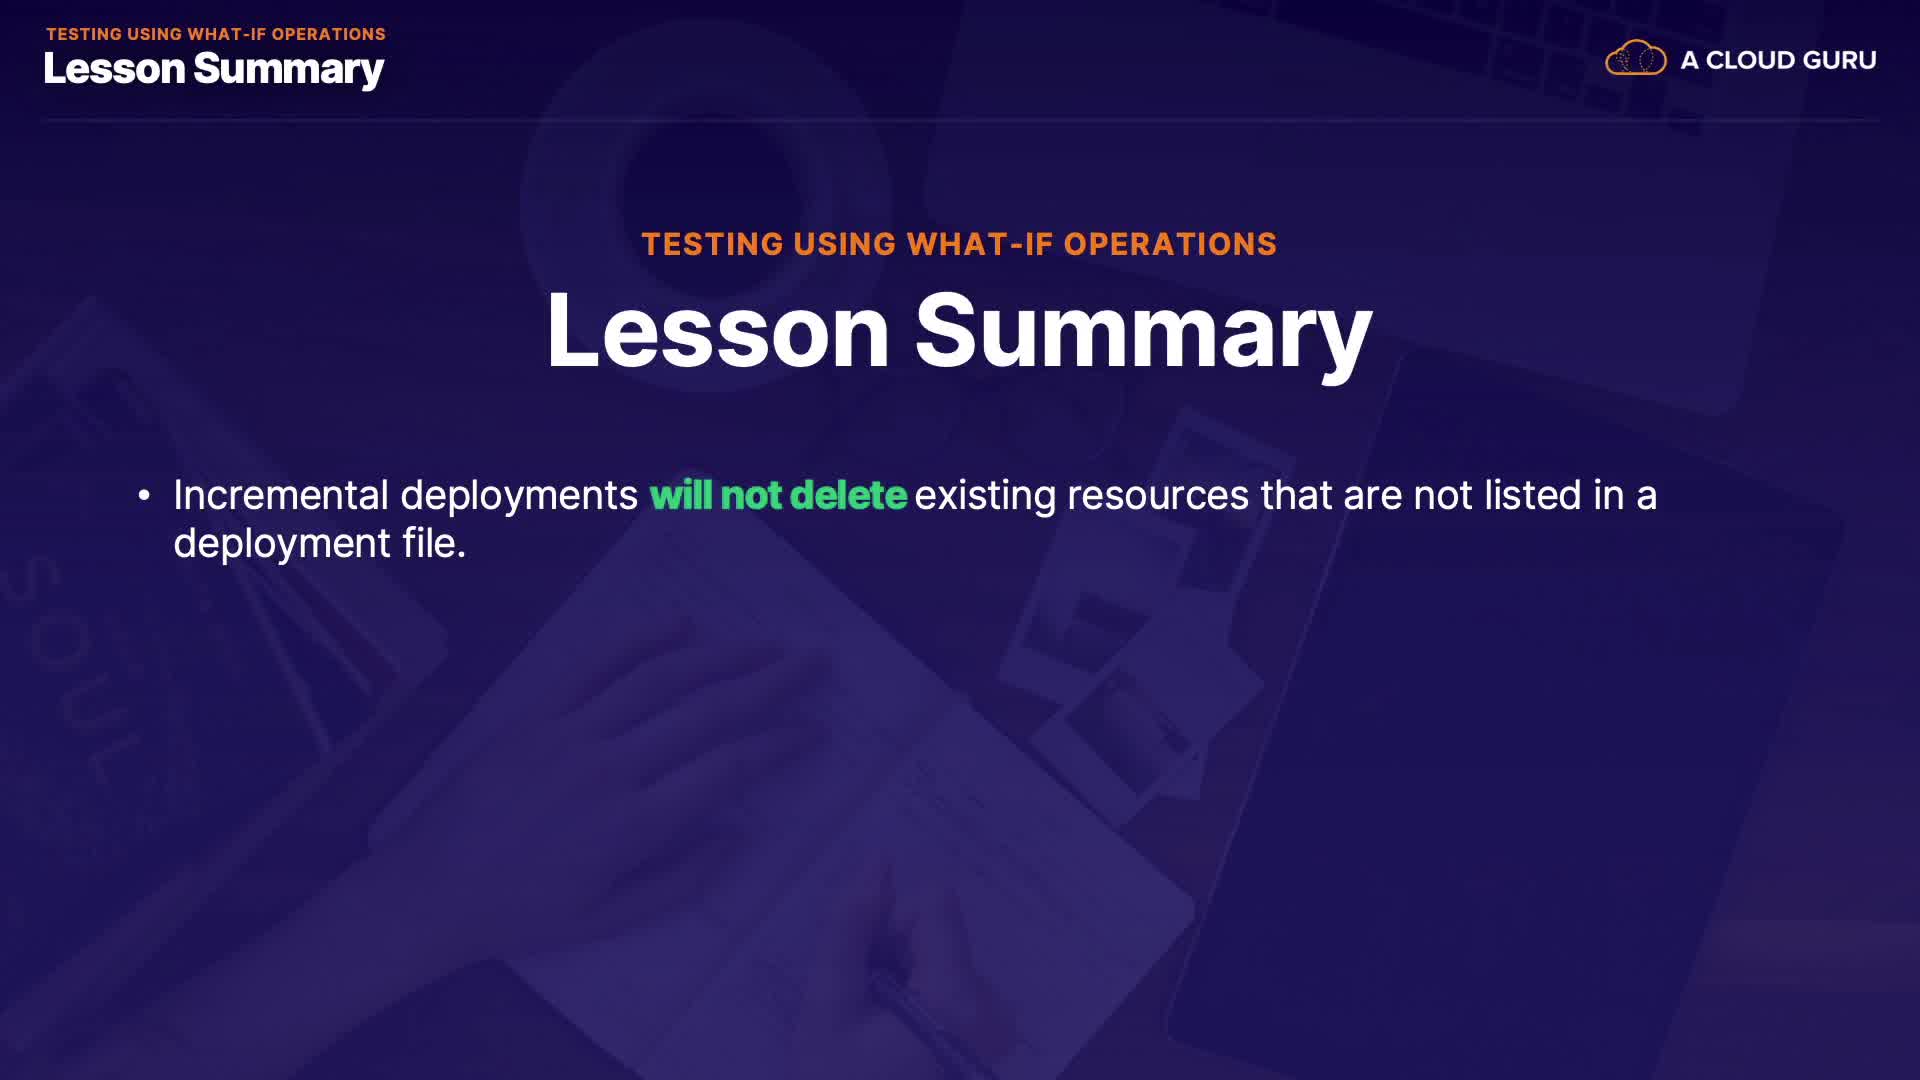 TESTING USING WHAT-IF OPERATIONS
Lesson Summary
A CLOUD GURU
TESTING USING WHAT-IF OPERATIONS
Lesson Summary
• Incremental deployments will not delete existing resources that are not listed in a
deployment file.
SOUL